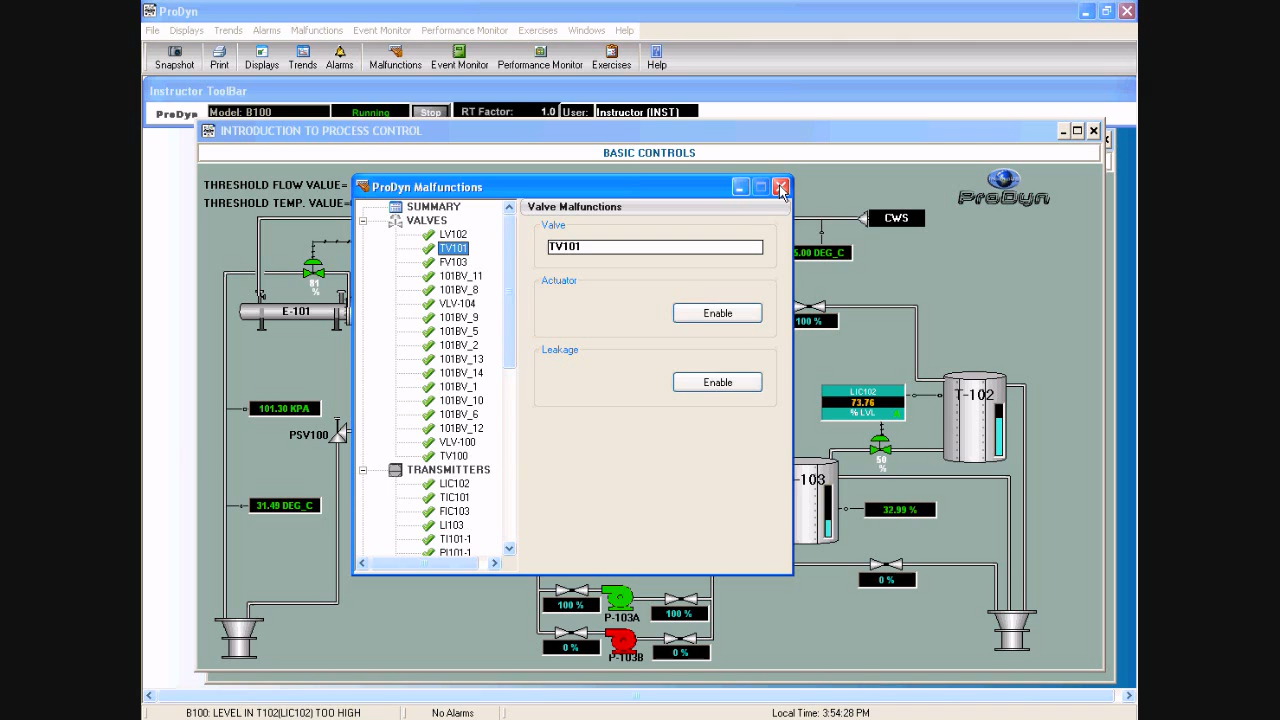 ProDyn
File Displays Trends Alarms Malfunctions Event Monitor Performance Monitor Exercises Windows Help
Snapshot Print Displays Trends Alarms Malfunctions Event Monitor Performance Monitor Exercises Help
Instructor ToolBar
ProDyn Model: B100 Running Stop RT Factor: 1.0 User: Instructor (INST)
INTRODUCTION TO PROCESS CONTROL
BASIC CONTROLS
THRESHOLD FLOW VALUE=
THRESHOLD TEMP. VALUE=
ProDyn
CWS
5.00 DEG_C
81
%
E-101
100 %
101.30 KPA
PSV100
LIC102
73.76
% LVL
T-102
50
%
31.49 DEG_C
-103
32.99 %
0 %
100 %
P-103A
100 %
0 %
P-103B
0 %
ProDyn Malfunctions
SUMMARY
VALVES
LV102
TV101
FV103
101BV_11
101BV_8
VLV-104
101BV_9
101BV_5
101BV_2
101BV_13
101BV_14
101BV_1
101BV_10
101BV_6
101BV_12
VLV-100
TV100
TRANSMITTERS
LIC102
TIC101
FIC103
LI103
TI101-1
PI101-1
Valve Malfunctions
Valve
TV101
Actuator
Enable
Leakage
Enable
B100: LEVEL IN T102(LIC102) TOO HIGH No Alarms Local Time: 3:54:28 PM